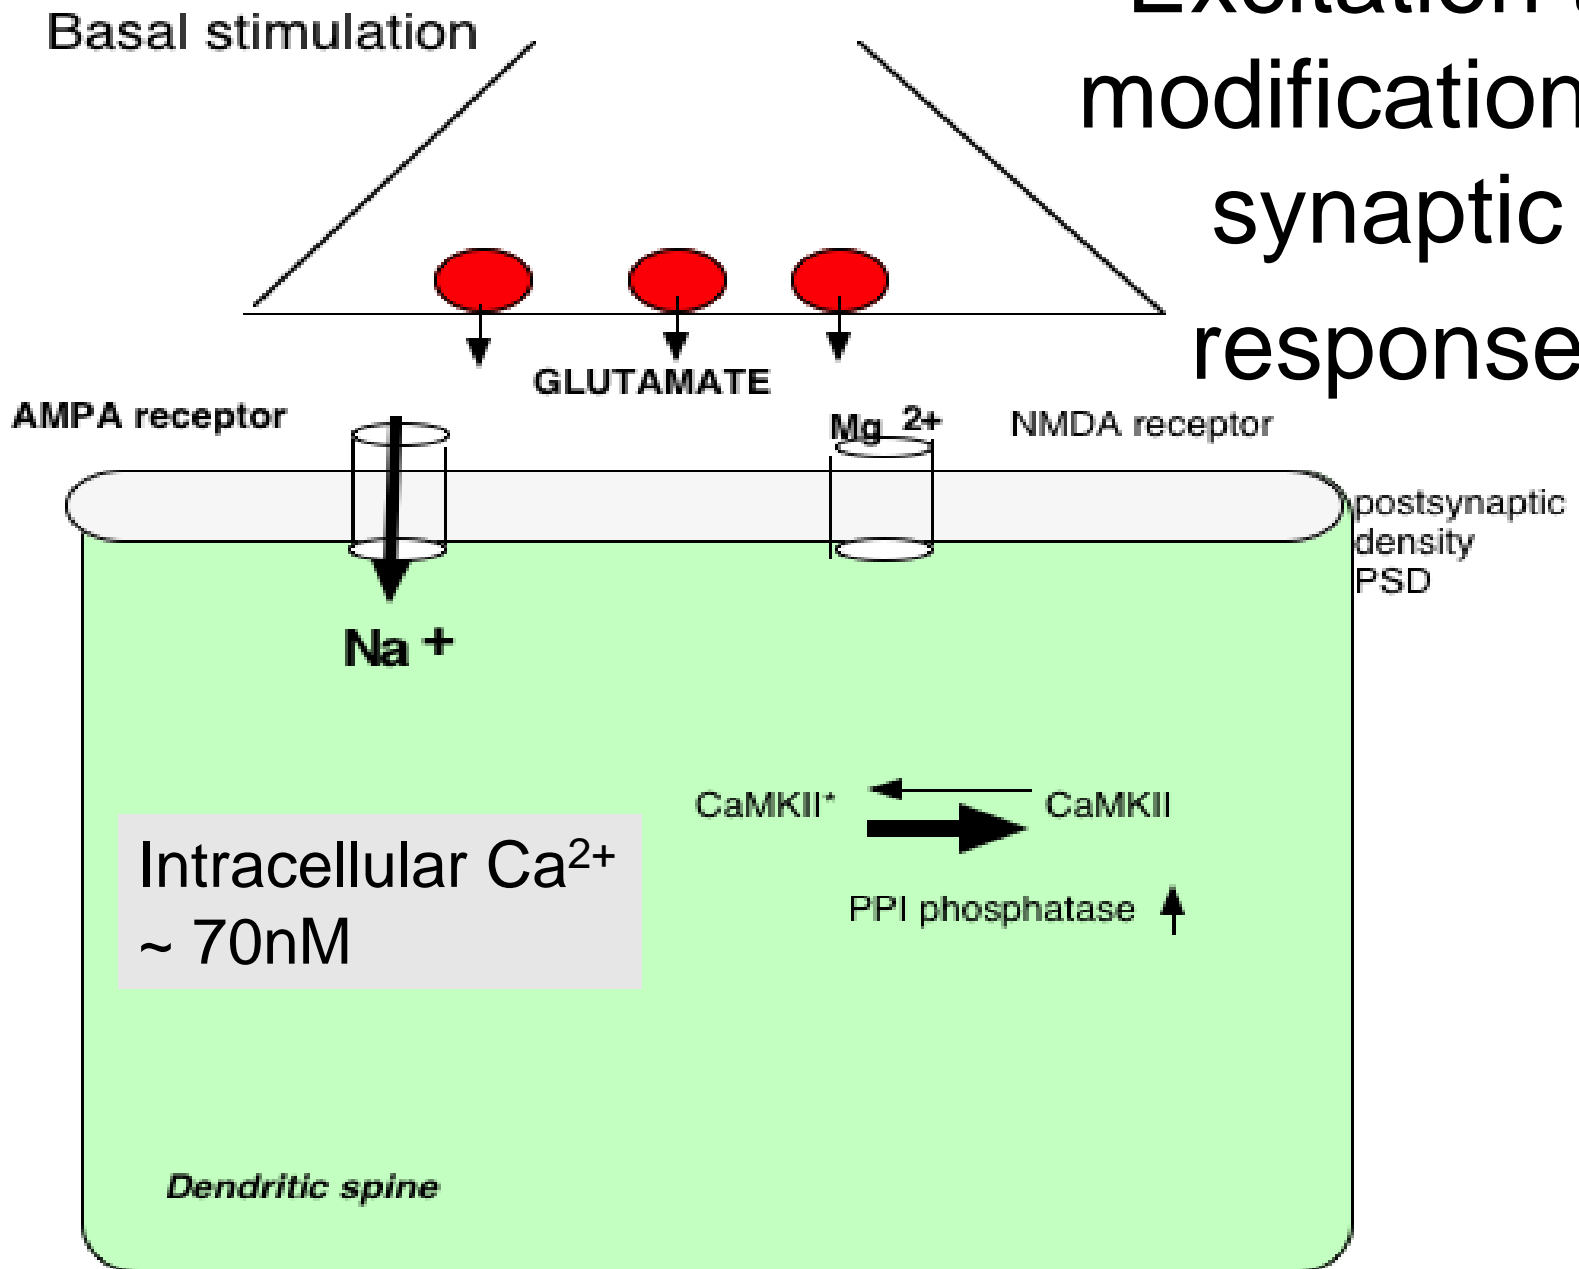 Basal stimulation
Excitation
modification
synaptic
response
GLUTAMATE
AMPA receptor
Mg 2+
NMDA receptor
postsynaptic
density
PSD
Na +
CaMKII*
CaMKII
Intracellular Ca²⁺
~ 70nM
PPI phosphatase
Dendritic spine